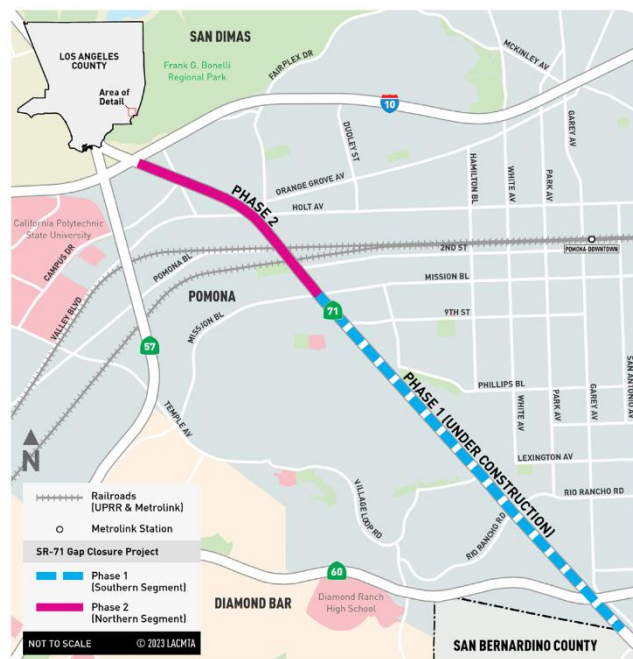 SAN DIMAS
LOS ANGELES
COUNTY
Area of
Detail
Frank G. Bonelli
Regional Park
FAIRPLEX DR
MCKINLEY AV
10
DUDLEY ST
GAREY AV
HAMILTON BL
WHITE AV
PARK AV
ORANGE GROVE AV
PHASE 2
HOLT AV
California Polytechnic
State University
CAMPUS DR
POMONA BL
2ND ST
POMONA-DOWNTOWN
VALLEY BLVD
POMONA
MISSION BL
MISSION BL
71
9TH ST
57
PHASE 1 (UNDER CONSTRUCTION)
PHILLIPS BL
WHITE AV
PARK AV
GAREY AV
SAN ANTONIO AV
TEMPLE AV
LEXINGTON AV
N
VILLAGE LOOP RD
RIO RANCHO RD
RIO RANCHO RD
Railroads
(UPRR & Metrolink)
Metrolink Station
SR-71 Gap Closure Project
Phase 1
(Southern Segment)
Phase 2
(Northern Segment)
60
DIAMOND BAR
Diamond Ranch
High School
SAN BERNARDINO COUNTY
NOT TO SCALE © 2023 LACMTA